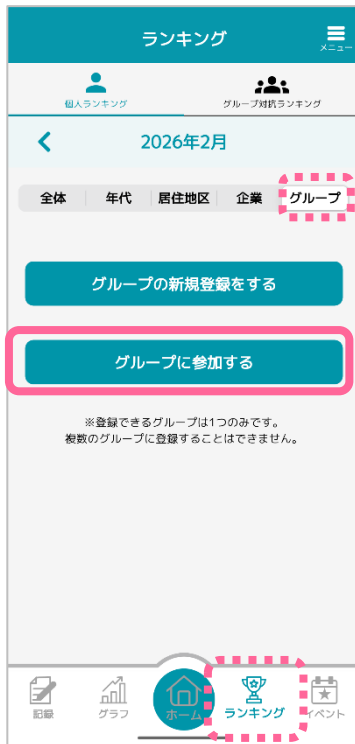 ランキング
メニュー
個人ランキング
グループ対抗ランキング
2026年2月
全体 年代 居住地区 企業 グループ
グループの新規登録をする
グループに参加する
※登録できるグループは1つのみです。
複数のグループに登録することはできません。
記録 グラフ ホーム ランキング イベント